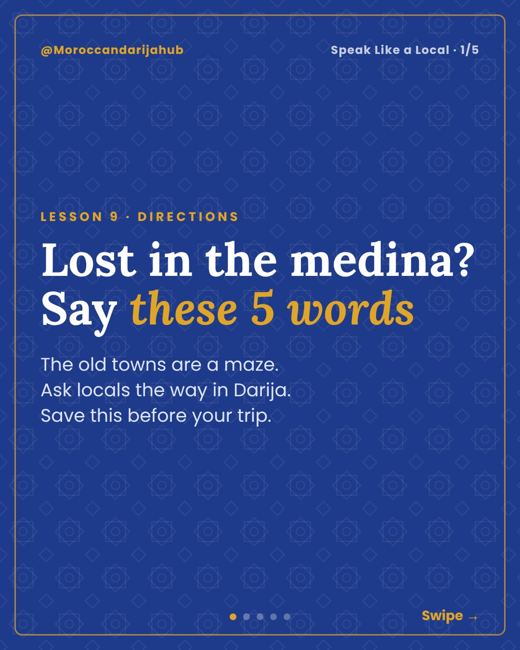 @Moroccandarijahub
Speak Like a Local · 1/5
LESSON 9 · DIRECTIONS
Lost in the medina?
Say these 5 words
The old towns are a maze.
Ask locals the way in Darija.
Save this before your trip.
Swipe →